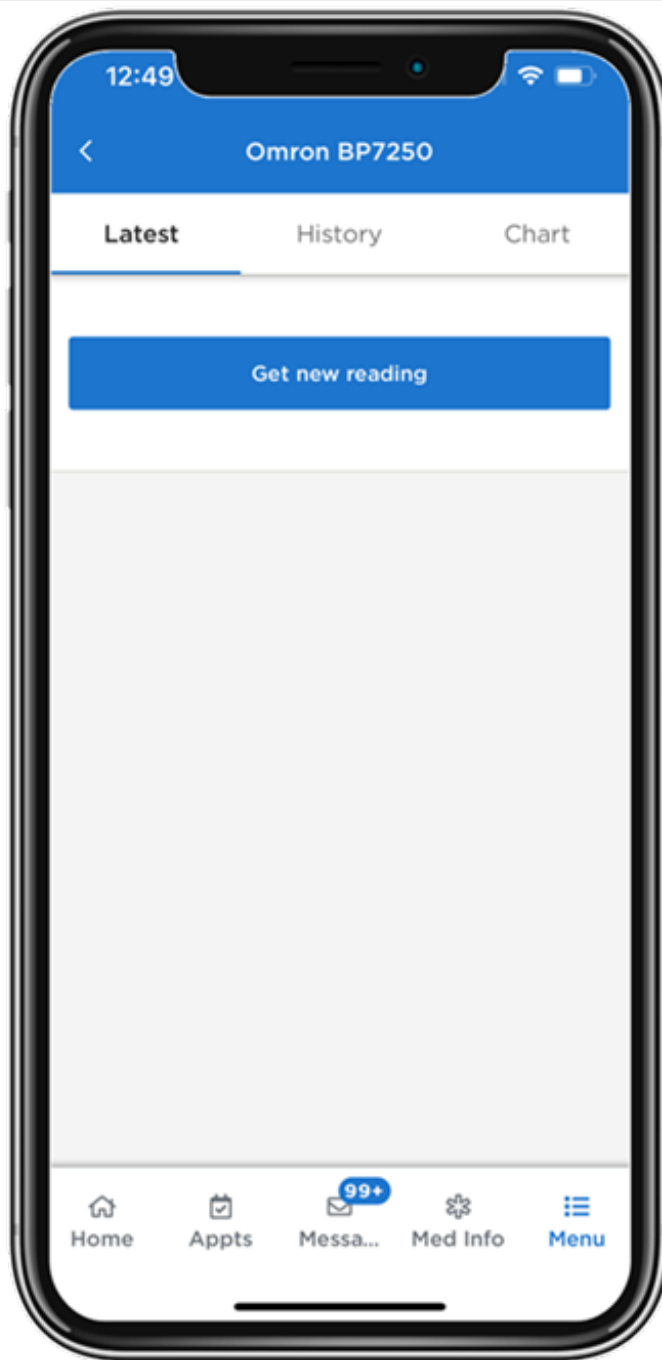 12:49
Omron BP7250
Latest History Chart
Get new reading
99+
Home Appts Messa... Med Info Menu